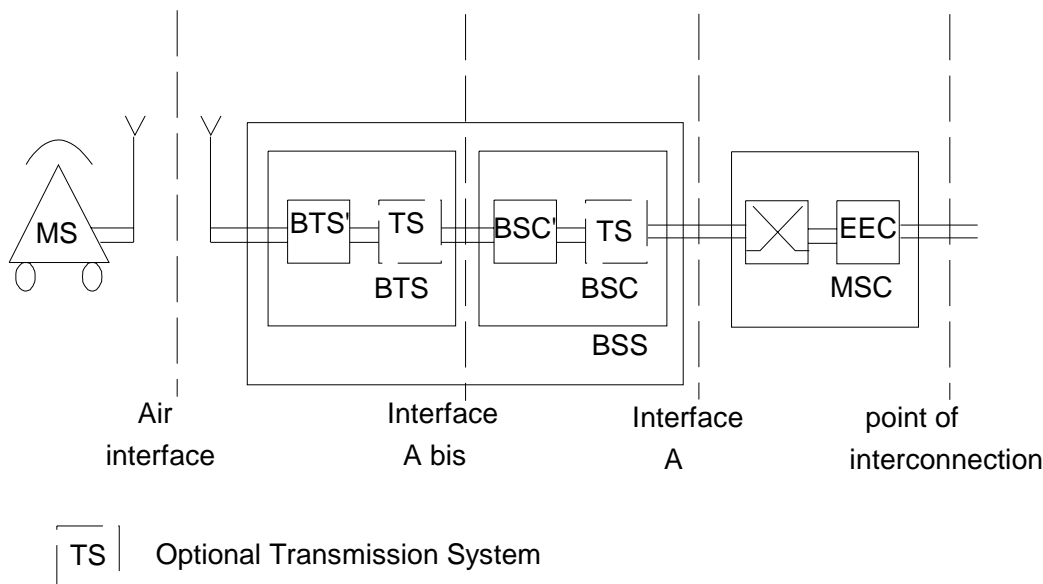 MS
BTS'
TS
BTS
BSC'
TS
BSC
BSS
EEC
MSC
Air
interface
Interface
A bis
Interface
A
point of
interconnection
TS Optional Transmission System